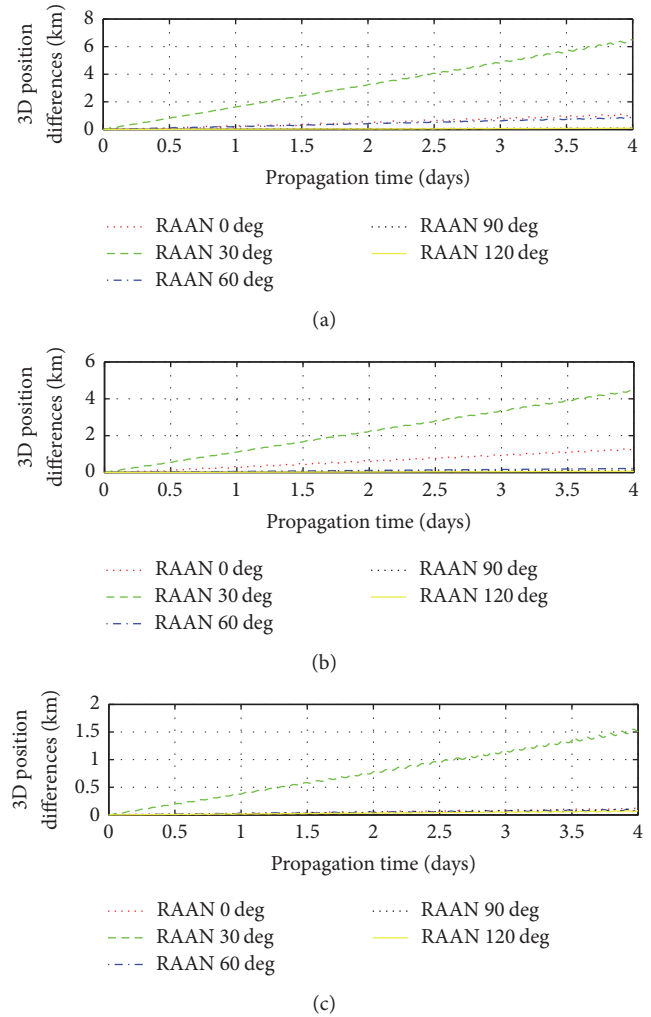 3D position
differences (km)
8
6
4
2
0
0 0.5 1 1.5 2 2.5 3 3.5 4
Propagation time (days)
RAAN 0 deg
RAAN 30 deg
RAAN 60 deg
RAAN 90 deg
RAAN 120 deg
(a)
3D position
differences (km)
6
4
2
0
0.5 1 1.5 2 2.5 3 3.5 4
0
Propagation time (days)
RAAN 0 deg
RAAN 30 deg
RAAN 60 deg
RAAN 90 deg
RAAN 120 deg
(b)
3D position
differences (km)
2
1.5
1
0.5
0
0 0.5 1 1.5 2 2.5 3 3.5 4
Propagation time (days)
RAAN 0 deg
RAAN 30 deg
RAAN 60 deg
RAAN 90 deg
RAAN 120 deg
(c)